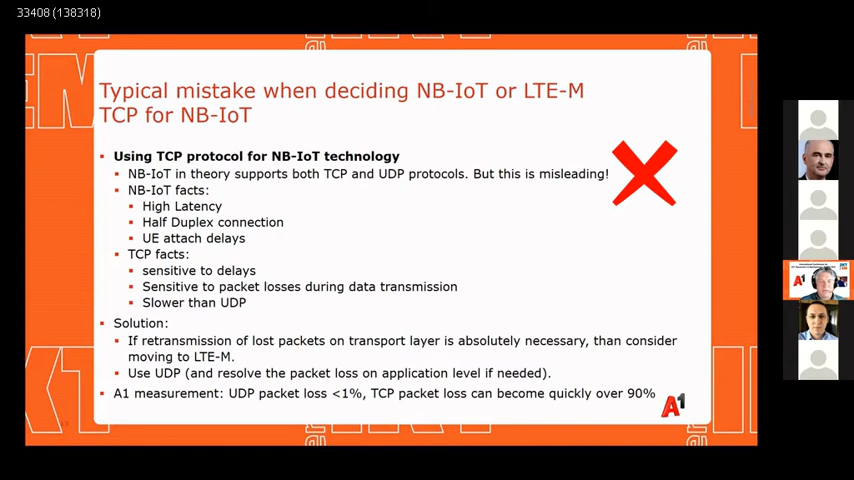 33408 (138318)
Typical mistake when deciding NB-IoT or LTE-M
TCP for NB-IoT
Using TCP protocol for NB-IoT technology
NB-IoT in theory supports both TCP and UDP protocols. But this is misleading!
NB-IoT facts:
High Latency
Half Duplex connection
UE attach delays
TCP facts:
sensitive to delays
Sensitive to packet losses during data transmission
Slower than UDP
Solution:
If retransmission of lost packets on transport layer is absolutely necessary, than consider
moving to LTE-M.
Use UDP (and resolve the packet loss on application level if needed).
A1 measurement: UDP packet loss <1%, TCP packet loss can become quickly over 90%
A1
A1